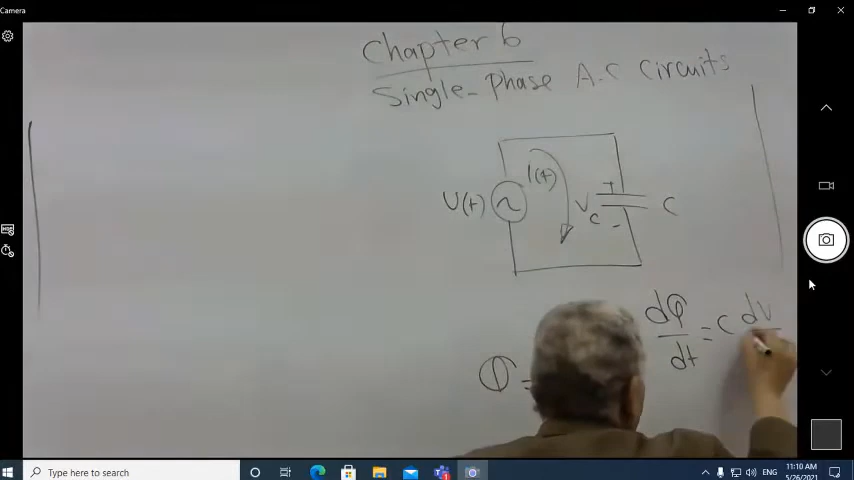 Camera
Chapter 6
Single-Phase A.C Circuits
I(t)
V(t)
+
Vc
C
-
dφ/dt = C dV
=
Type here to search
ENG
11:10 AM
5/26/2021